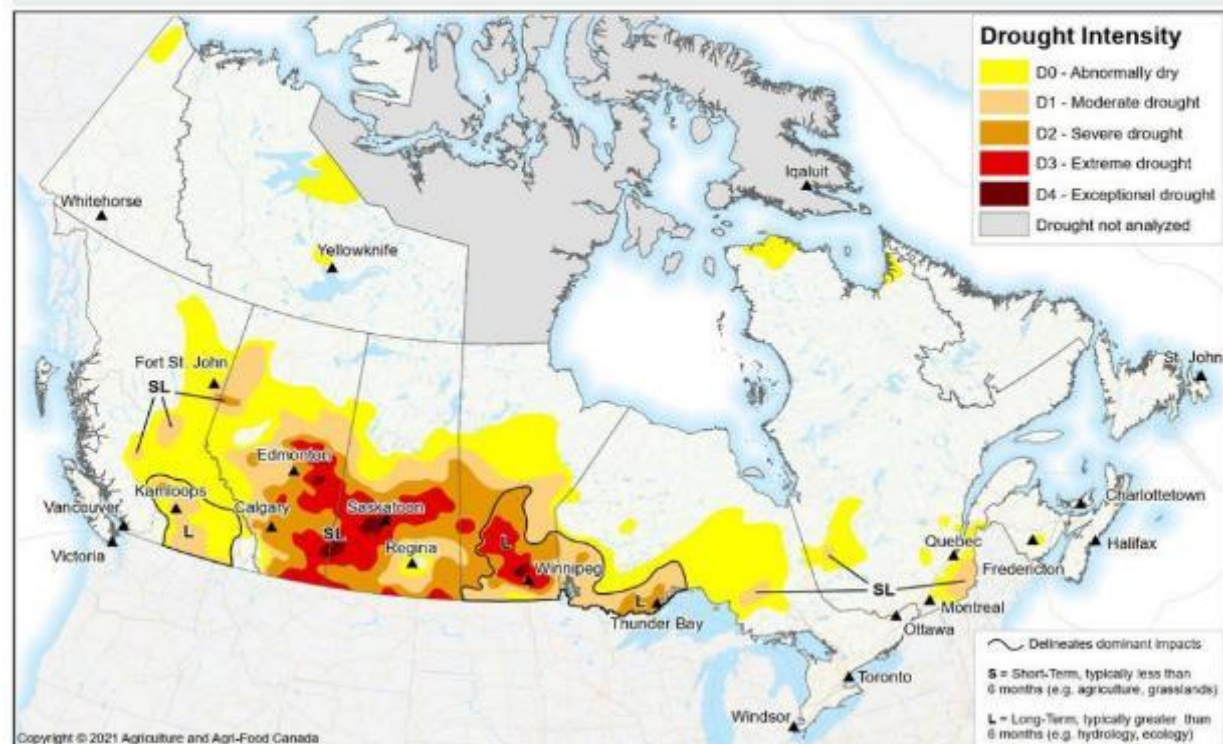 Drought Intensity
D0 - Abnormally dry
D1 - Moderate drought
D2 - Severe drought
D3 - Extreme drought
D4 - Exceptional drought
Drought not analyzed
Iqaluit
Whitehorse
Yellowknife
Fort St. John
SL
St. John
Edmonton
Kamloops
Vancouver
Calgary
Saskatoon
SL
L
L
Victoria
Regina
Winnipeg
L
Thunder Bay
SL
Quebec
Charlottetown
Halifax
Fredericton
Montreal
Ottawa
Toronto
Windsor
Delineates dominant impacts
S = Short-Term, typically less than
6 months (e.g. agriculture, grasslands)
L = Long-Term, typically greater than
6 months (e.g. hydrology, ecology)
Copyright © 2021 Agriculture and Agri-Food Canada